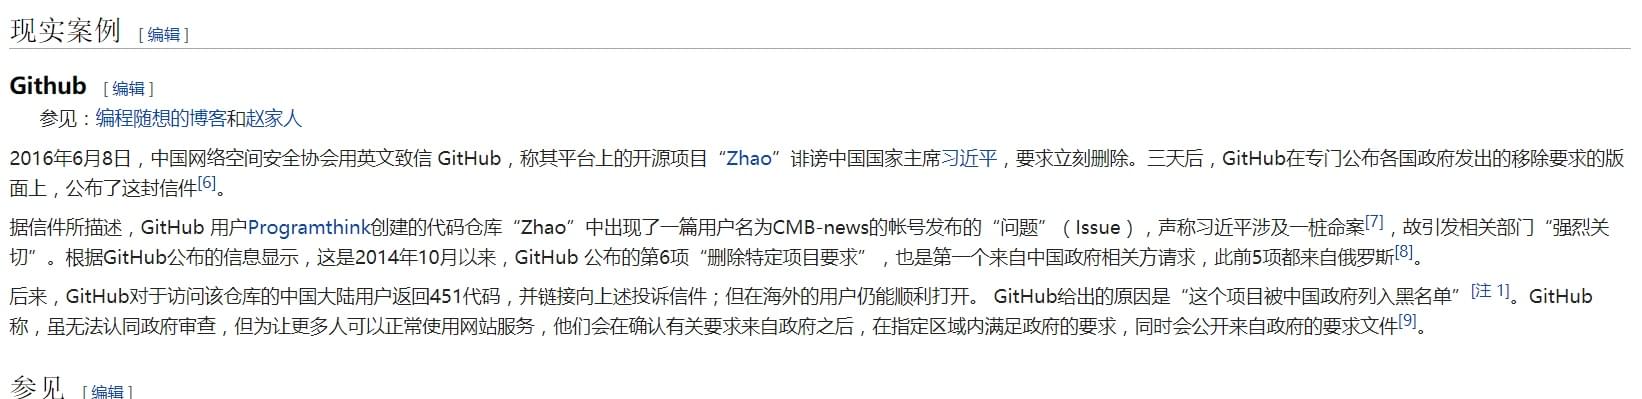 现实案例 [ 编辑 ]
Github [ 编辑 ]
参见：编程随想的博客和赵家人
2016年6月8日，中国网络空间安全协会用英文致信 GitHub，称其平台上的开源项目“Zhao”诽谤中国国家主席习近平，要求立刻删除。三天后，GitHub在专门公布各国政府发出的移除要求的版
面上，公布了这封信件[6]。
据信件所描述，GitHub 用户Programthink创建的代码仓库“Zhao”中出现了一篇用户名为CMB-news的帐号发布的“问题”（Issue），声称习近平涉及一桩命案[7]，故引发相关部门“强烈关
切”。根据GitHub公布的信息显示，这是2014年10月以来，GitHub 公布的第6项“删除特定项目要求”，也是第一个来自中国政府相关方请求，此前5项都来自俄罗斯[8]。
后来，GitHub对于访问该仓库的中国大陆用户返回451代码，并链接向上述投诉信件；但在海外的用户仍能顺利打开。 GitHub给出的原因是“这个项目被中国政府列入黑名单”[注 1]。GitHub
称，虽无法认同政府审查，但为让更多人可以正常使用网站服务，他们会在确认有关要求来自政府之后，在指定区域内满足政府的要求，同时会公开来自政府的要求文件[9]。
参见 [ 编辑 ]